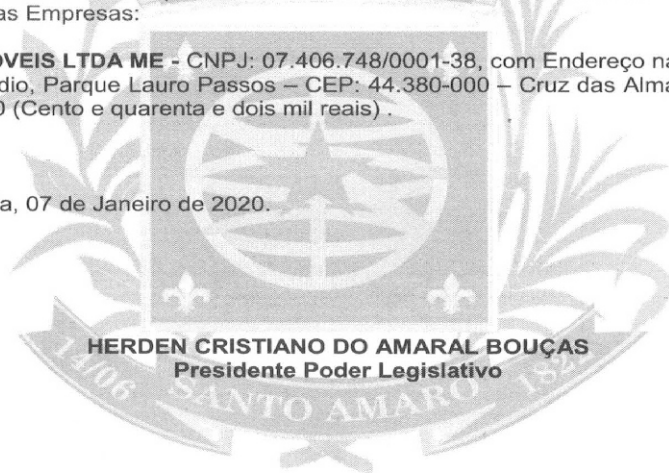 as Empresas:
OVEIS LTDA ME - CNPJ: 07.406.748/0001-38, com Endereço na
dio, Parque Lauro Passos – CEP: 44.380-000 – Cruz das Alma
0 (Cento e quarenta e dois mil reais) .
a, 07 de Janeiro de 2020.
HERDEN CRISTIANO DO AMARAL BOUÇAS
Presidente Poder Legislativo
14/06 SANTO AMARO